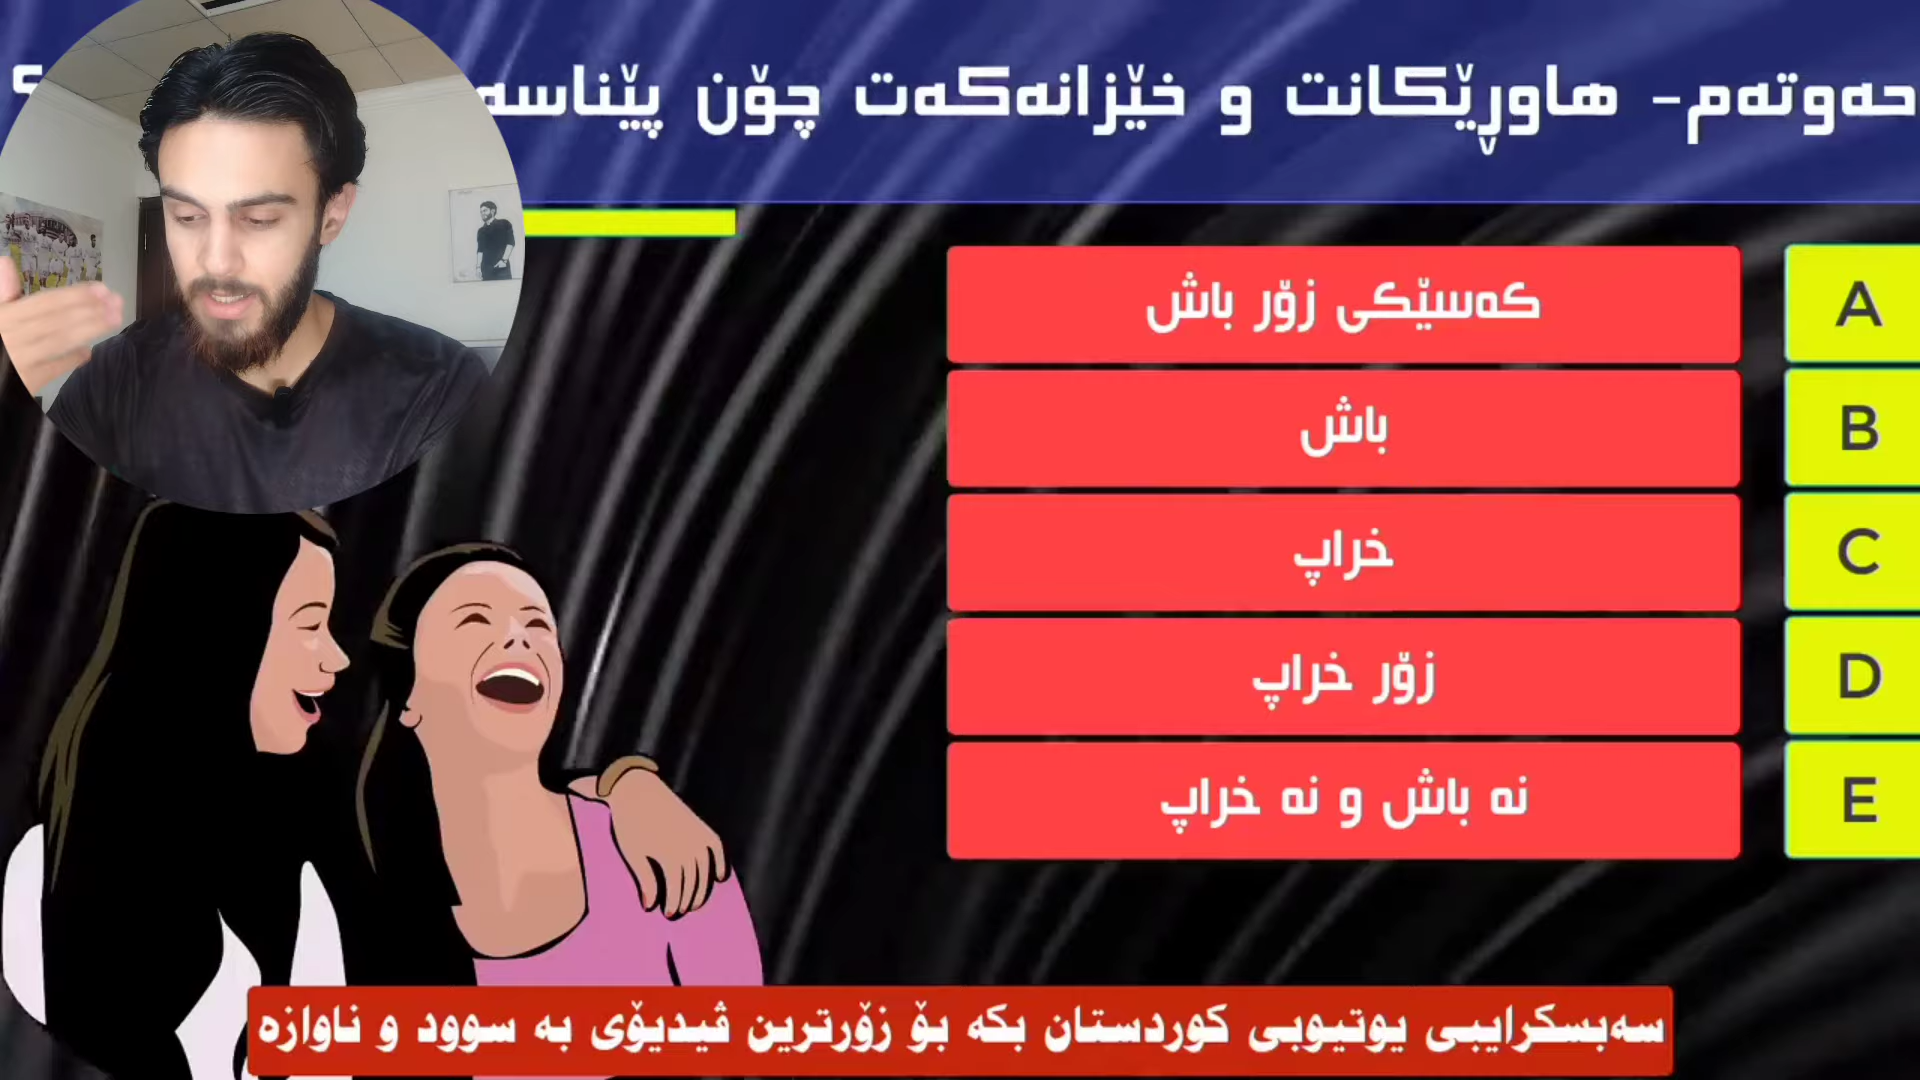 حەوتەم- هاوڕێکانت و خێزانەکەت چۆن پێناسە
A کەسێکی زۆر باش
B باش
C خراپ
D زۆر خراپ
E نە باش و نە خراپ
سەبسکرایبی یوتیوبی کوردستان بکە بۆ زۆرترین ڤیدیۆی بە سوود و ناوازە